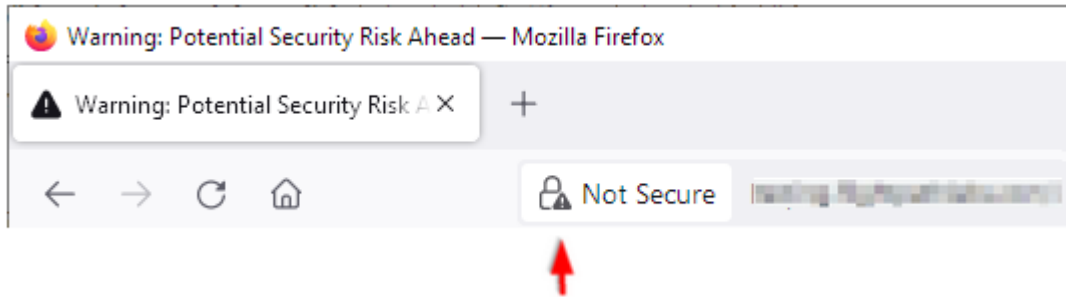 Warning: Potential Security Risk Ahead — Mozilla Firefox
Warning: Potential Security Risk A
Not Secure